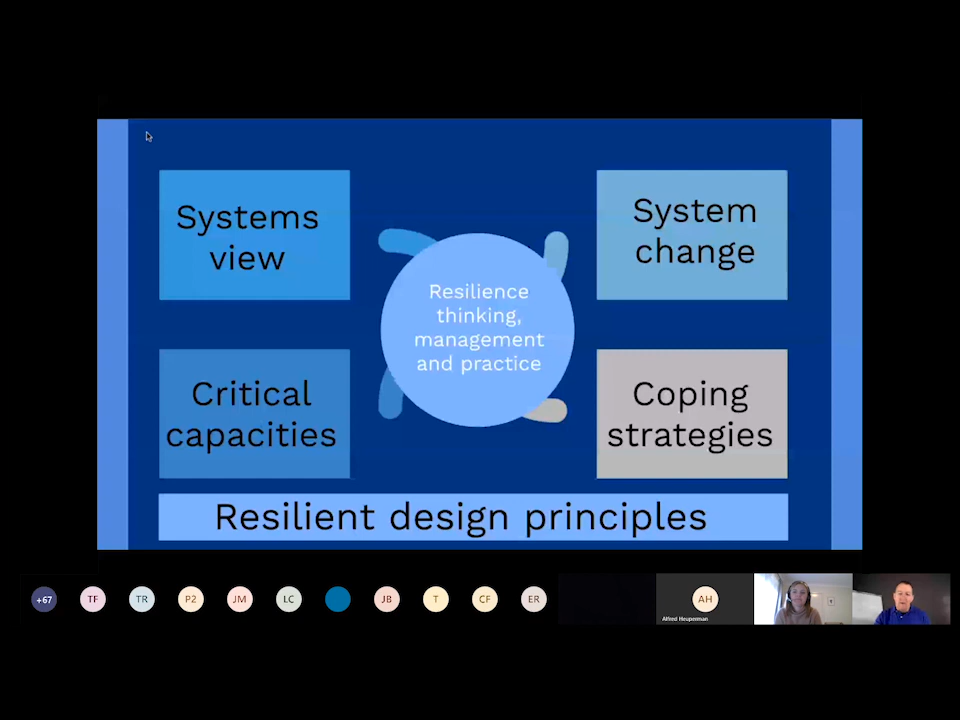 Systems
view
System
change
Resilience
thinking,
management
and practice
Critical
capacities
Coping
strategies
Resilient design principles
+67
TF
TR
P2
JM
LC
JB
T
CF
ER
AH
Alfred Heuperman